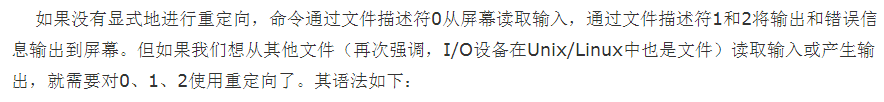 如果没有显式地进行重定向，命令通过文件描述符0从屏幕读取输入，通过文件描述符1和2将输出和错误信
息输出到屏幕。但如果我们想从其他文件（再次强调，I/O设备在Unix/Linux中也是文件）读取输入或产生输
出，就需要对0、1、2使用重定向了。其语法如下：